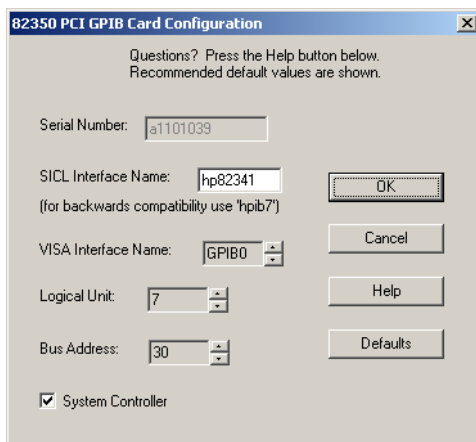 82350 PCI GPIB Card Configuration
Questions? Press the Help button below.
Recommended default values are shown.
Serial Number: a1101039
SICL Interface Name: hp82341
(for backwards compatibility use 'hpib7')
OK
VISA Interface Name: GPIB0
Cancel
Logical Unit: 7
Help
Bus Address: 30
Defaults
System Controller